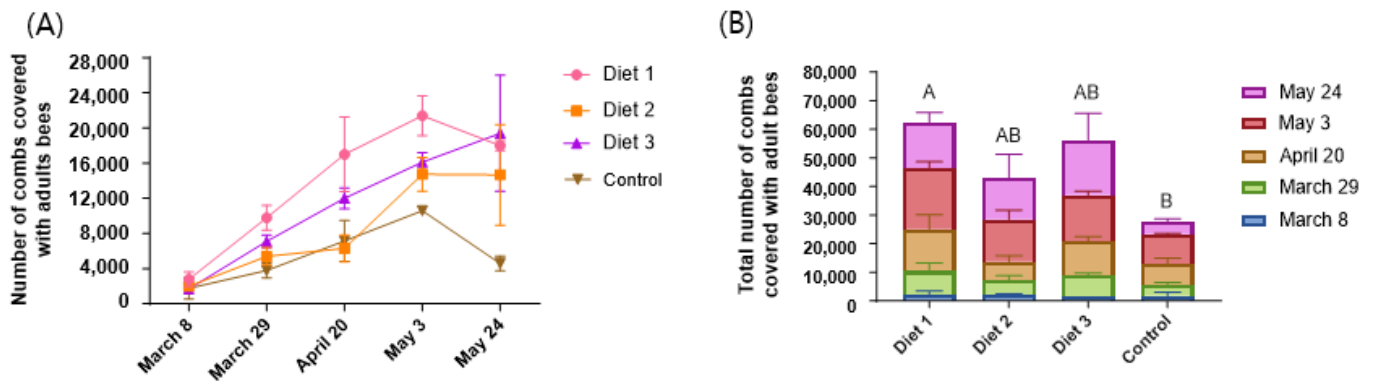 (A)
Number of combs covered
with adults bees
28,000
24,000
20,000
16,000
12,000
8,000
4,000
0
March 8
March 29
April 20
May 3
May 24
Diet 1
Diet 2
Diet 3
Control
(B)
Total number of combs
covered with adult bees
80,000
70,000
60,000
50,000
40,000
30,000
20,000
10,000
0
A
AB
AB
B
Diet 1
Diet 2
Diet 3
Control
May 24
May 3
April 20
March 29
March 8